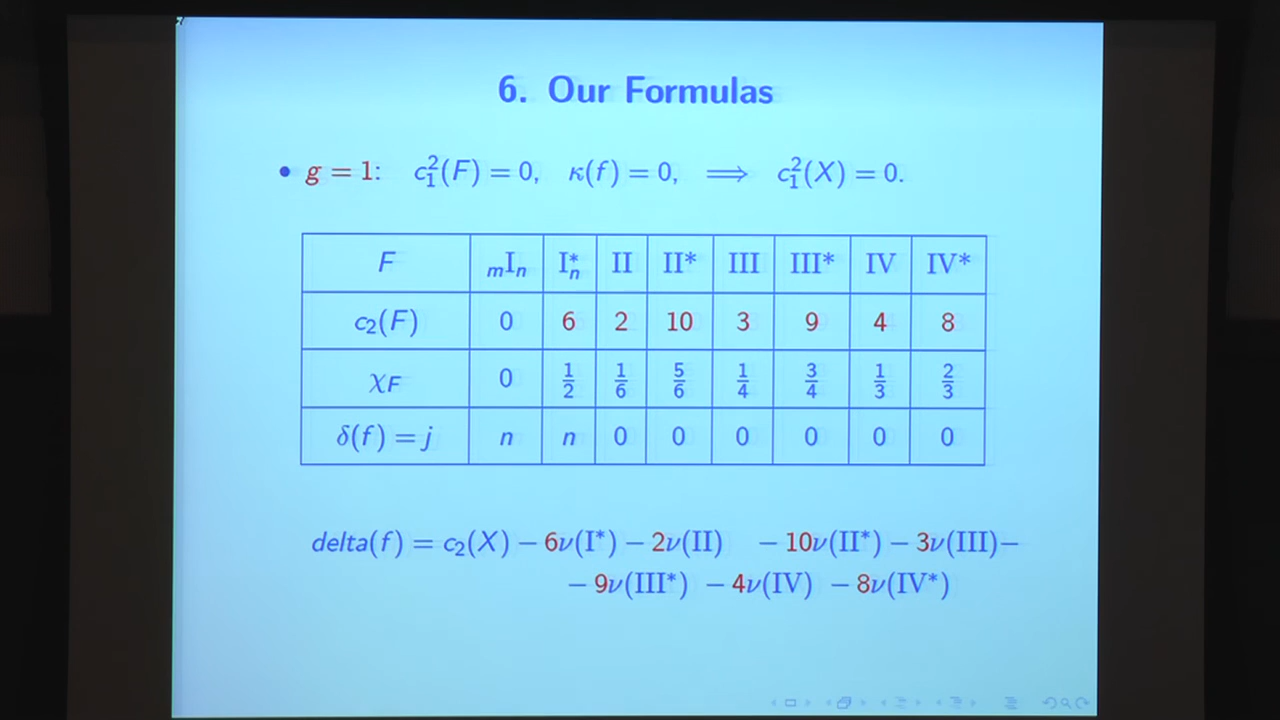 6. Our Formulas
• g = 1: c₁²(F) = 0, κ(f) = 0, ⟹ c₁²(X) = 0.
F ₘIₙ Iₙ* II II* III III* IV IV*
c₂(F) 0 6 2 10 3 9 4 8
χ_F 0 1/2 1/6 5/6 1/4 3/4 1/3 2/3
δ(f) = j n n 0 0 0 0 0 0
delta(f) = c₂(X) − 6ν(I*) − 2ν(II) − 10ν(II*) − 3ν(III)−
− 9ν(III*) − 4ν(IV) − 8ν(IV*)